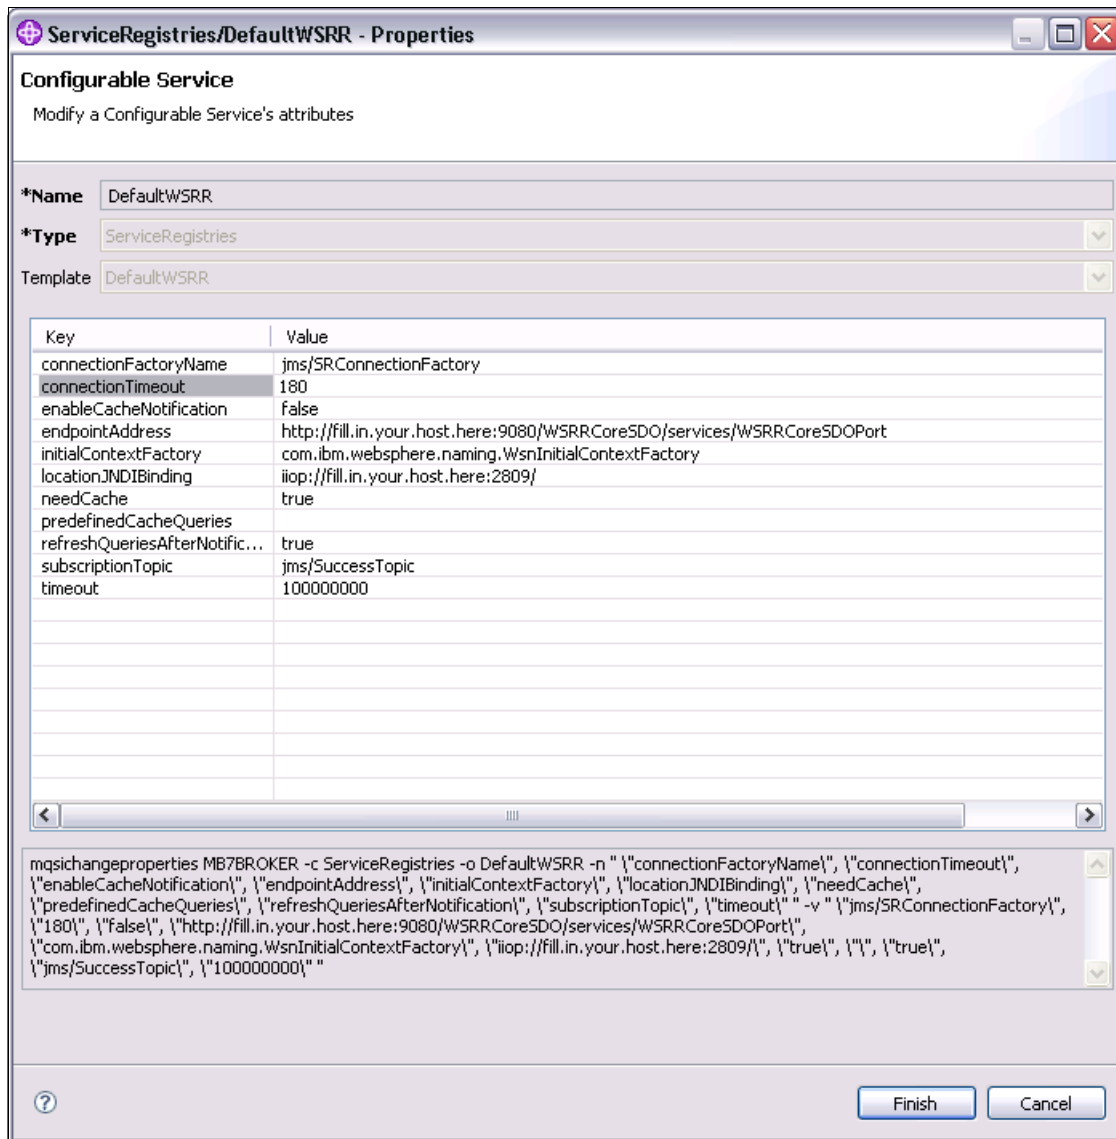 ServiceRegistries/DefaultWSRR - Properties
Configurable Service
Modify a Configurable Service's attributes
*Name DefaultWSRR
*Type ServiceRegistries
Template DefaultWSRR
Key Value
connectionFactoryName jms/SRConnectionFactory
connectionTimeout 180
enableCacheNotification false
endpointAddress http://fill.in.your.host.here:9080/WSRRCoreSDO/services/WSRRCoreSDOPort
initialContextFactory com.ibm.websphere.naming.WsnInitialContextFactory
locationJNDIBinding iiop://fill.in.your.host.here:2809/
needCache true
predefinedCacheQueries
refreshQueriesAfterNotific... true
subscriptionTopic jms/SuccessTopic
timeout 100000000
mqsichangeproperties MB7BROKER -c ServiceRegistries -o DefaultWSRR -n " \"connectionFactoryName\", \"connectionTimeout\",
\"enableCacheNotification\", \"endpointAddress\", \"initialContextFactory\", \"locationJNDIBinding\", \"needCache\",
\"predefinedCacheQueries\", \"refreshQueriesAfterNotification\", \"subscriptionTopic\", \"timeout\" " -v " \"jms/SRConnectionFactory\",
\"180\", \"false\", \"http://fill.in.your.host.here:9080/WSRRCoreSDO/services/WSRRCoreSDOPort\",
\"com.ibm.websphere.naming.WsnInitialContextFactory\", \"iiop://fill.in.your.host.here:2809/\", \"true\", \"\", \"true\",
\"jms/SuccessTopic\", \"100000000\" "
Finish Cancel